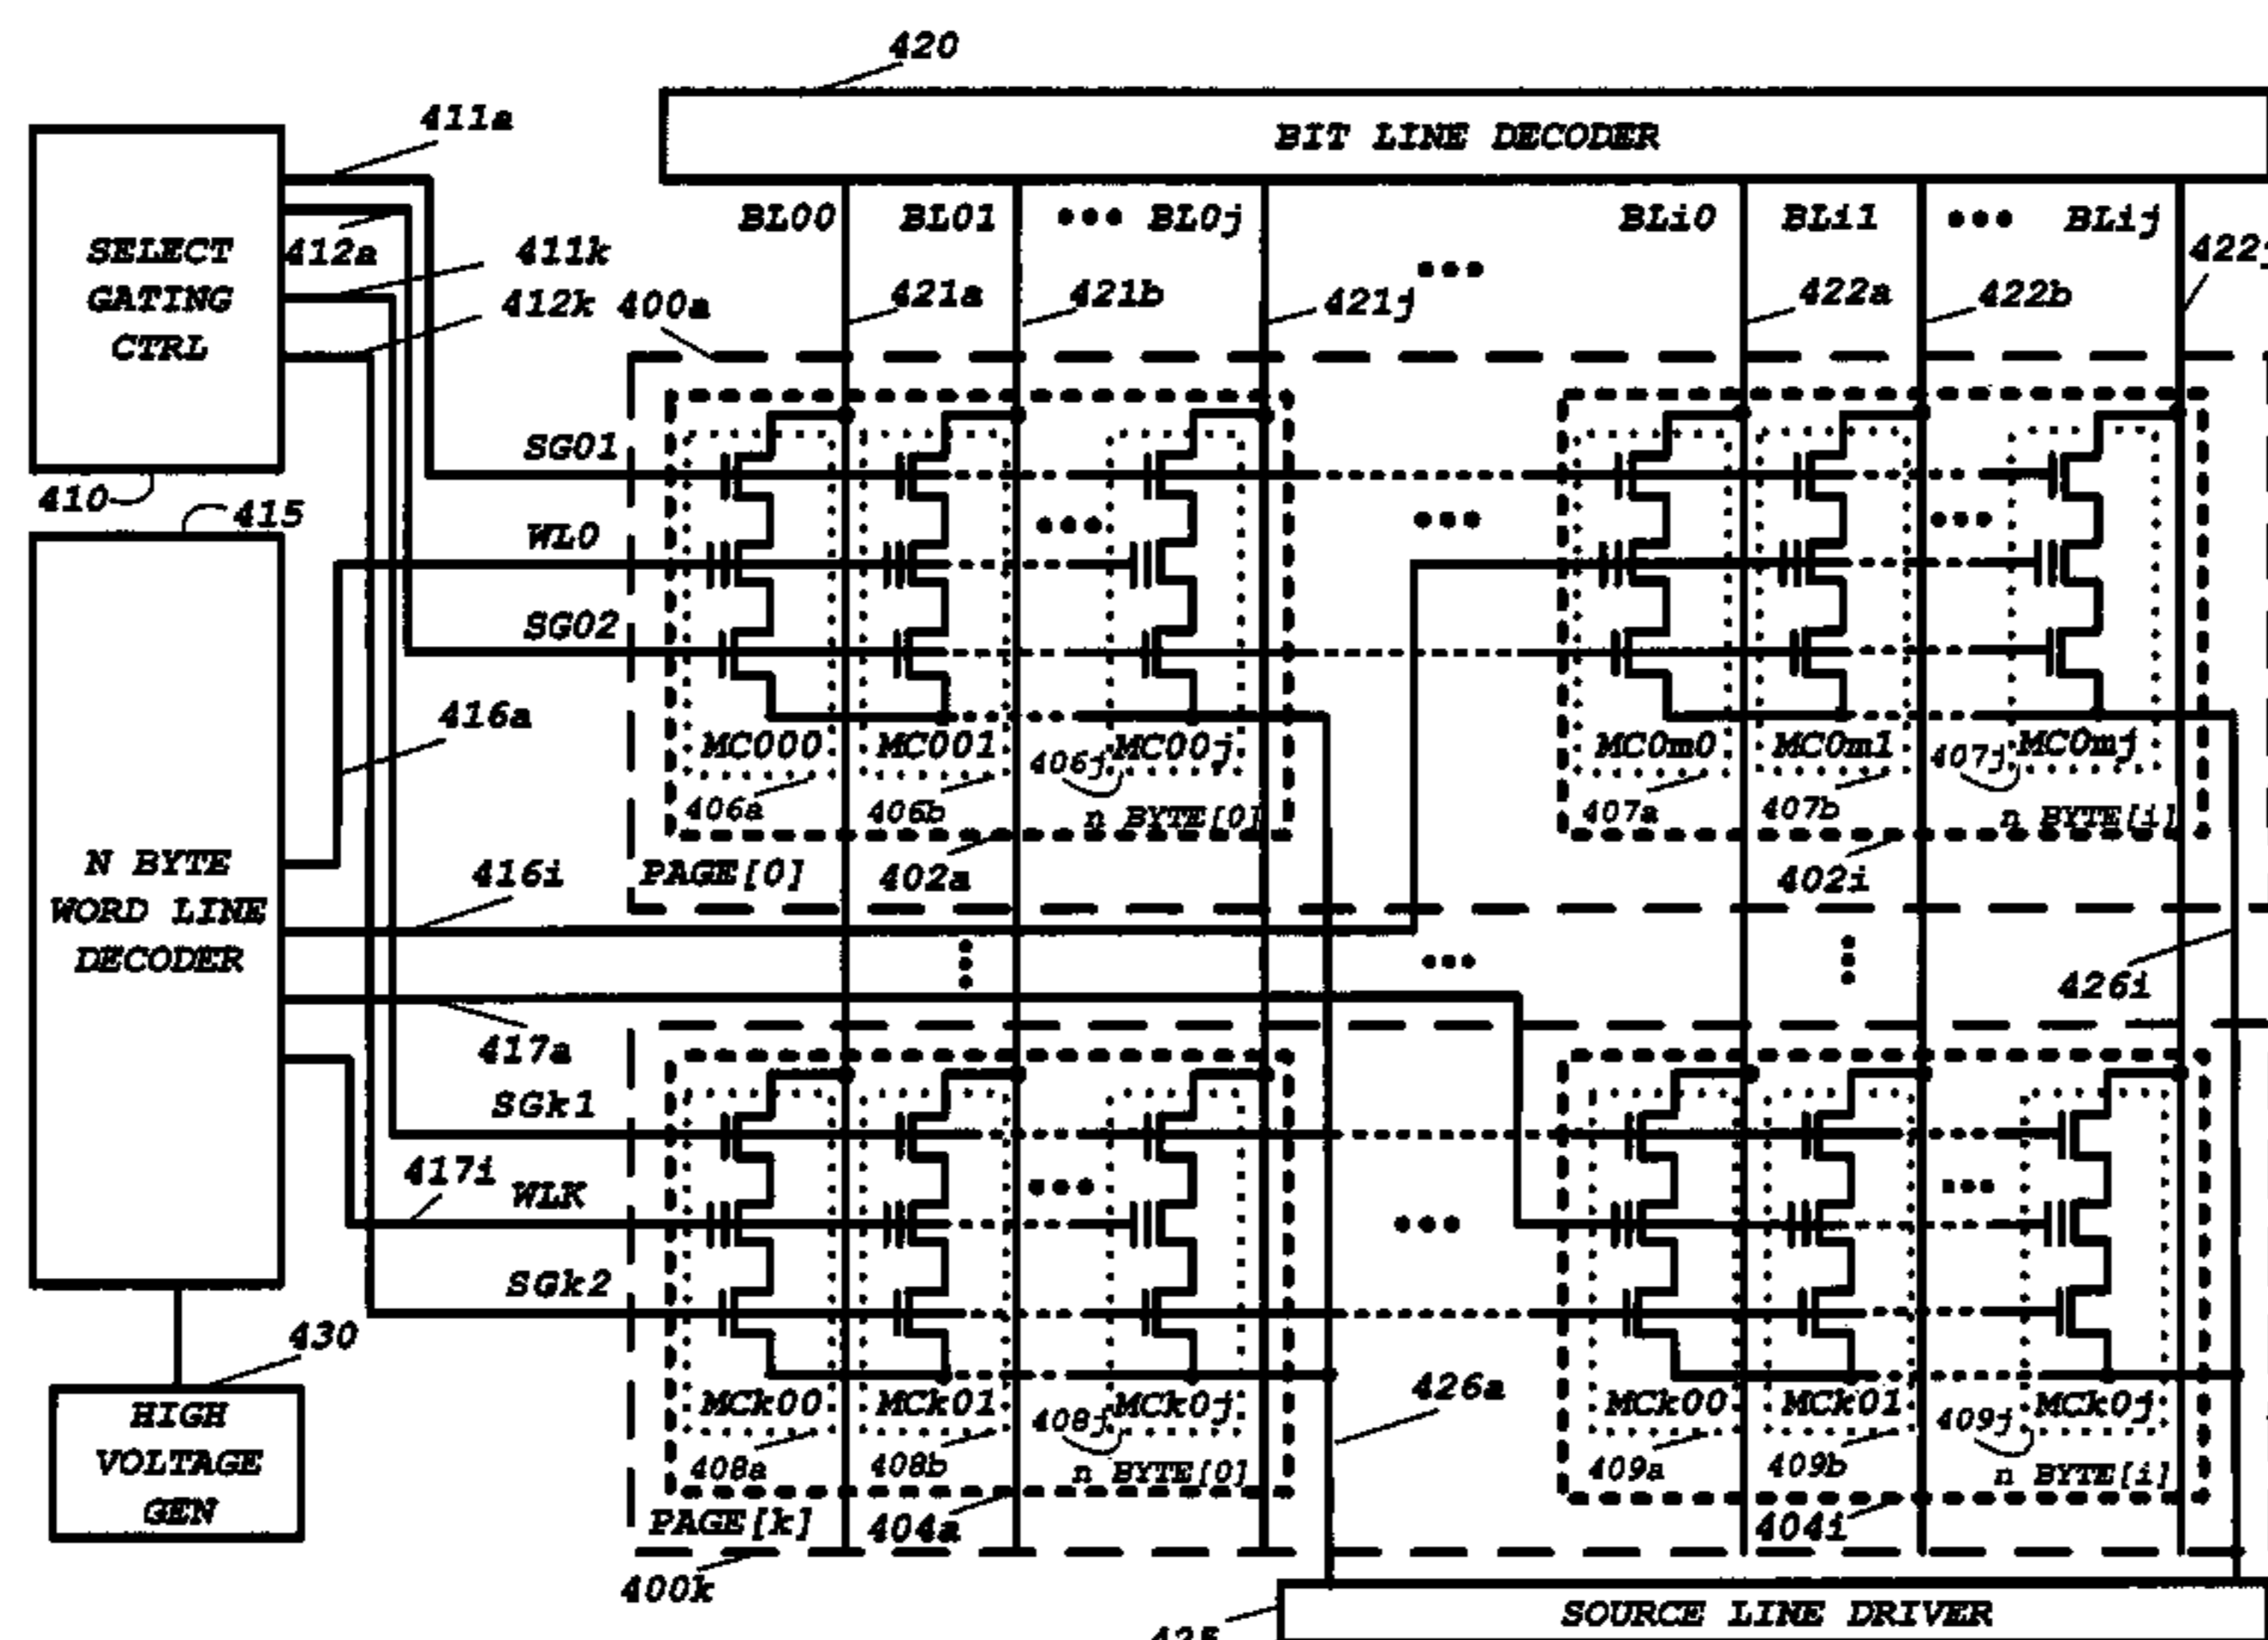 420
BIT LINE DECODER
411a
412a
411k
412k
SELECT
GATING
CTRL
410
BL00 BL01 ••• BL0j
BLi0 BLi1 ••• BLij
•••
421a
421b
421j
422a
422b
400a
SG01
WL0
SG02
•••
•••
•••
MC000
MC001
MC00j
406a
406b
406j
n BYTE[0]
402a
PAGE[0]
MC0m0
MC0m1
MC0mj
407a
407b
407j
n BYTE[i]
402i
415
N BYTE
WORD LINE
DECODER
416a
416i
417a
417i
•••
426i
SGk1
WLK
SGk2
•••
•••
•••
MCk00
MCk01
MCk0j
408a
408b
408j
n BYTE[0]
404a
PAGE[k]
400k
426a
MCk00
MCk01
MCk0j
409a
409b
409j
n BYTE[i]
404i
430
HIGH
VOLTAGE
GEN
SOURCE LINE DRIVER